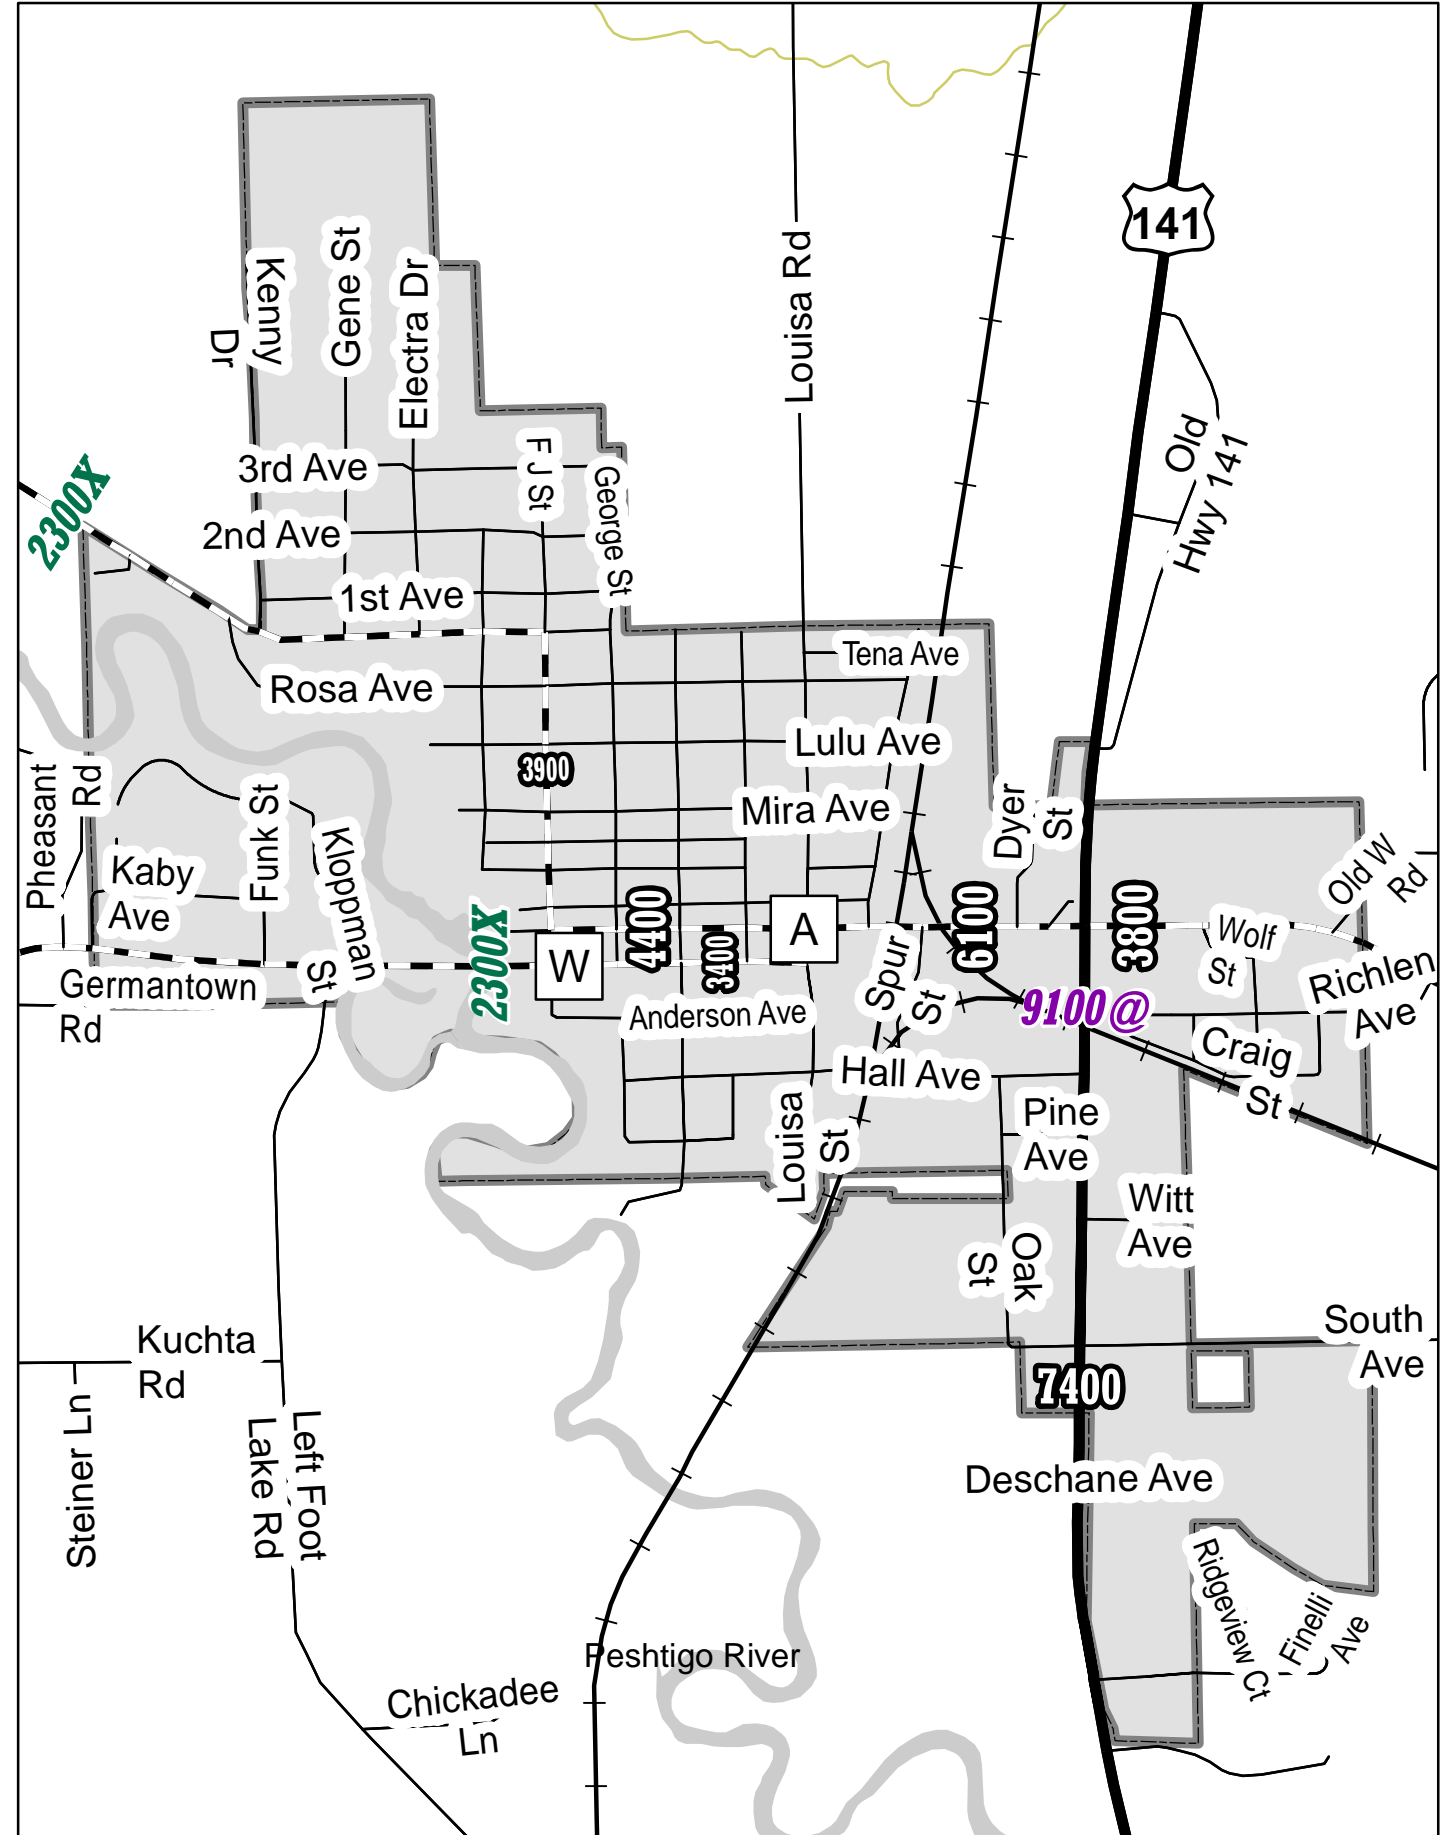 141
Gene St
Louisa Rd
Kenny
Dr
Electra Dr
Old
Hwy 141
3rd Ave
F J St
George St
2300X
2nd Ave
1st Ave
Tena Ave
Rosa Ave
Lulu Ave
3900
Pheasant
Rd
Funk St
Mira Ave
Dyer
St
Kloppman
St
Kaby
Ave
Old W
Rd
2300X
W
4400
3400
A
Spur
St
6100
3800
Wolf
St
Richlen
Ave
Germantown
Rd
Anderson Ave
9100 @
Craig
St
Hall Ave
Louisa
St
Pine
Ave
Witt
Ave
Oak
St
Kuchta
Rd
South
Ave
7400
Steiner Ln
Left Foot
Lake Rd
Deschane Ave
Ridgeview Ct
Finelli
Ave
Peshtigo River
Chickadee
Ln